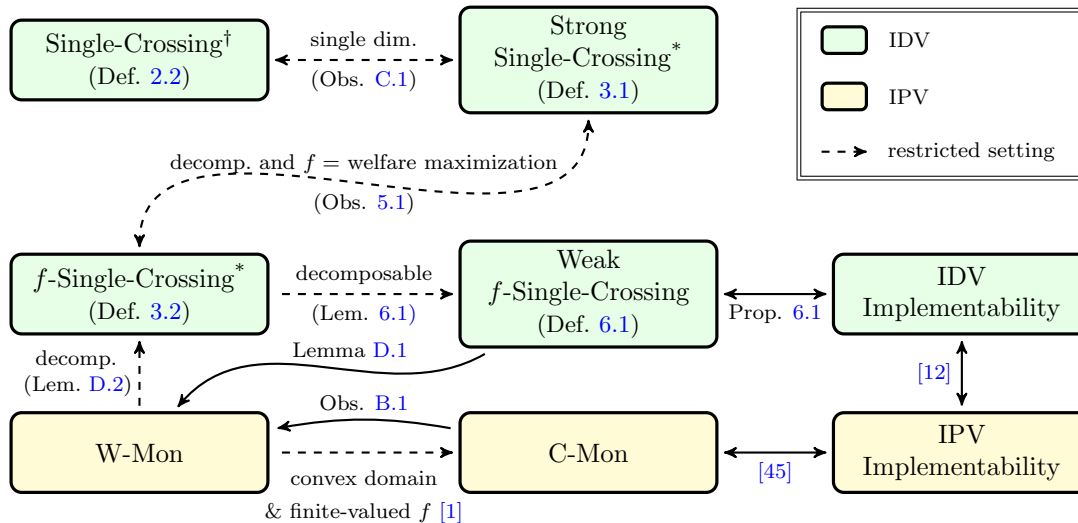 Single-Crossing†
(Def. 2.2)
single dim.
(Obs. C.1)
Strong
Single-Crossing*
(Def. 3.1)
IDV
IPV
restricted setting
decomp. and f = welfare maximization
(Obs. 5.1)
f-Single-Crossing*
(Def. 3.2)
decomposable
(Lem. 6.1)
Weak
f-Single-Crossing
(Def. 6.1)
Prop. 6.1
IDV
Implementability
decomp.
(Lem. D.2)
Lemma D.1
[12]
W-Mon
Obs. B.1
convex domain
& finite-valued f [1]
C-Mon
[45]
IPV
Implementability